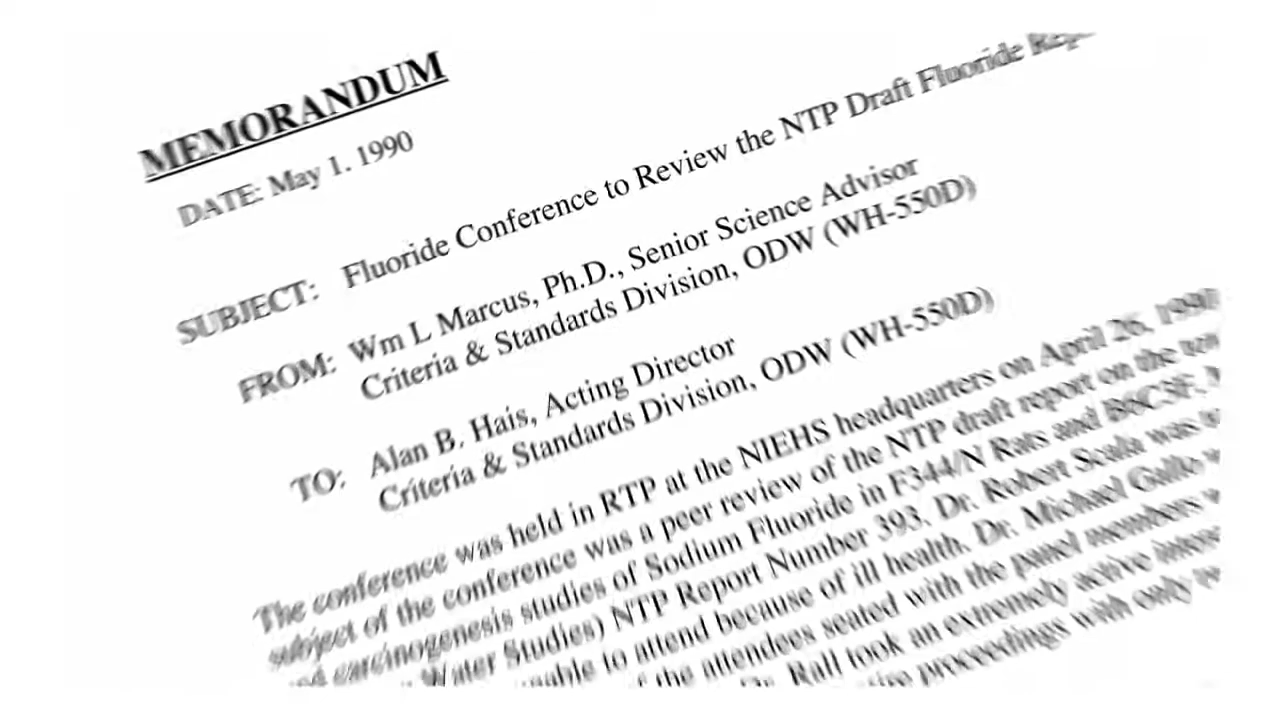 MEMORANDUM
DATE: May 1. 1990
SUBJECT: Fluoride Conference to Review the NTP Draft Fluoride
FROM: Wm L Marcus, Ph.D., Senior Science Advisor
Criteria & Standards Division, ODW (WH-550D)
TO: Alan B. Hais, Acting Director
Criteria & Standards Division, ODW (WH-550D)
The conference was held in RTP at the NIEHS headquarters on April 26, 1990
subject of the conference was a peer review of the NTP draft report on the
carcinogenesis studies of Sodium Fluoride in F344/N Rats and B6C3F,
Water Studies) NTP Report Number 393. Dr. Robert Scala was
to attend because of ill health. Dr. Michael Gallo
the attendees seated with the panel members
Dr. Rall took an extremely active
proceedings with only